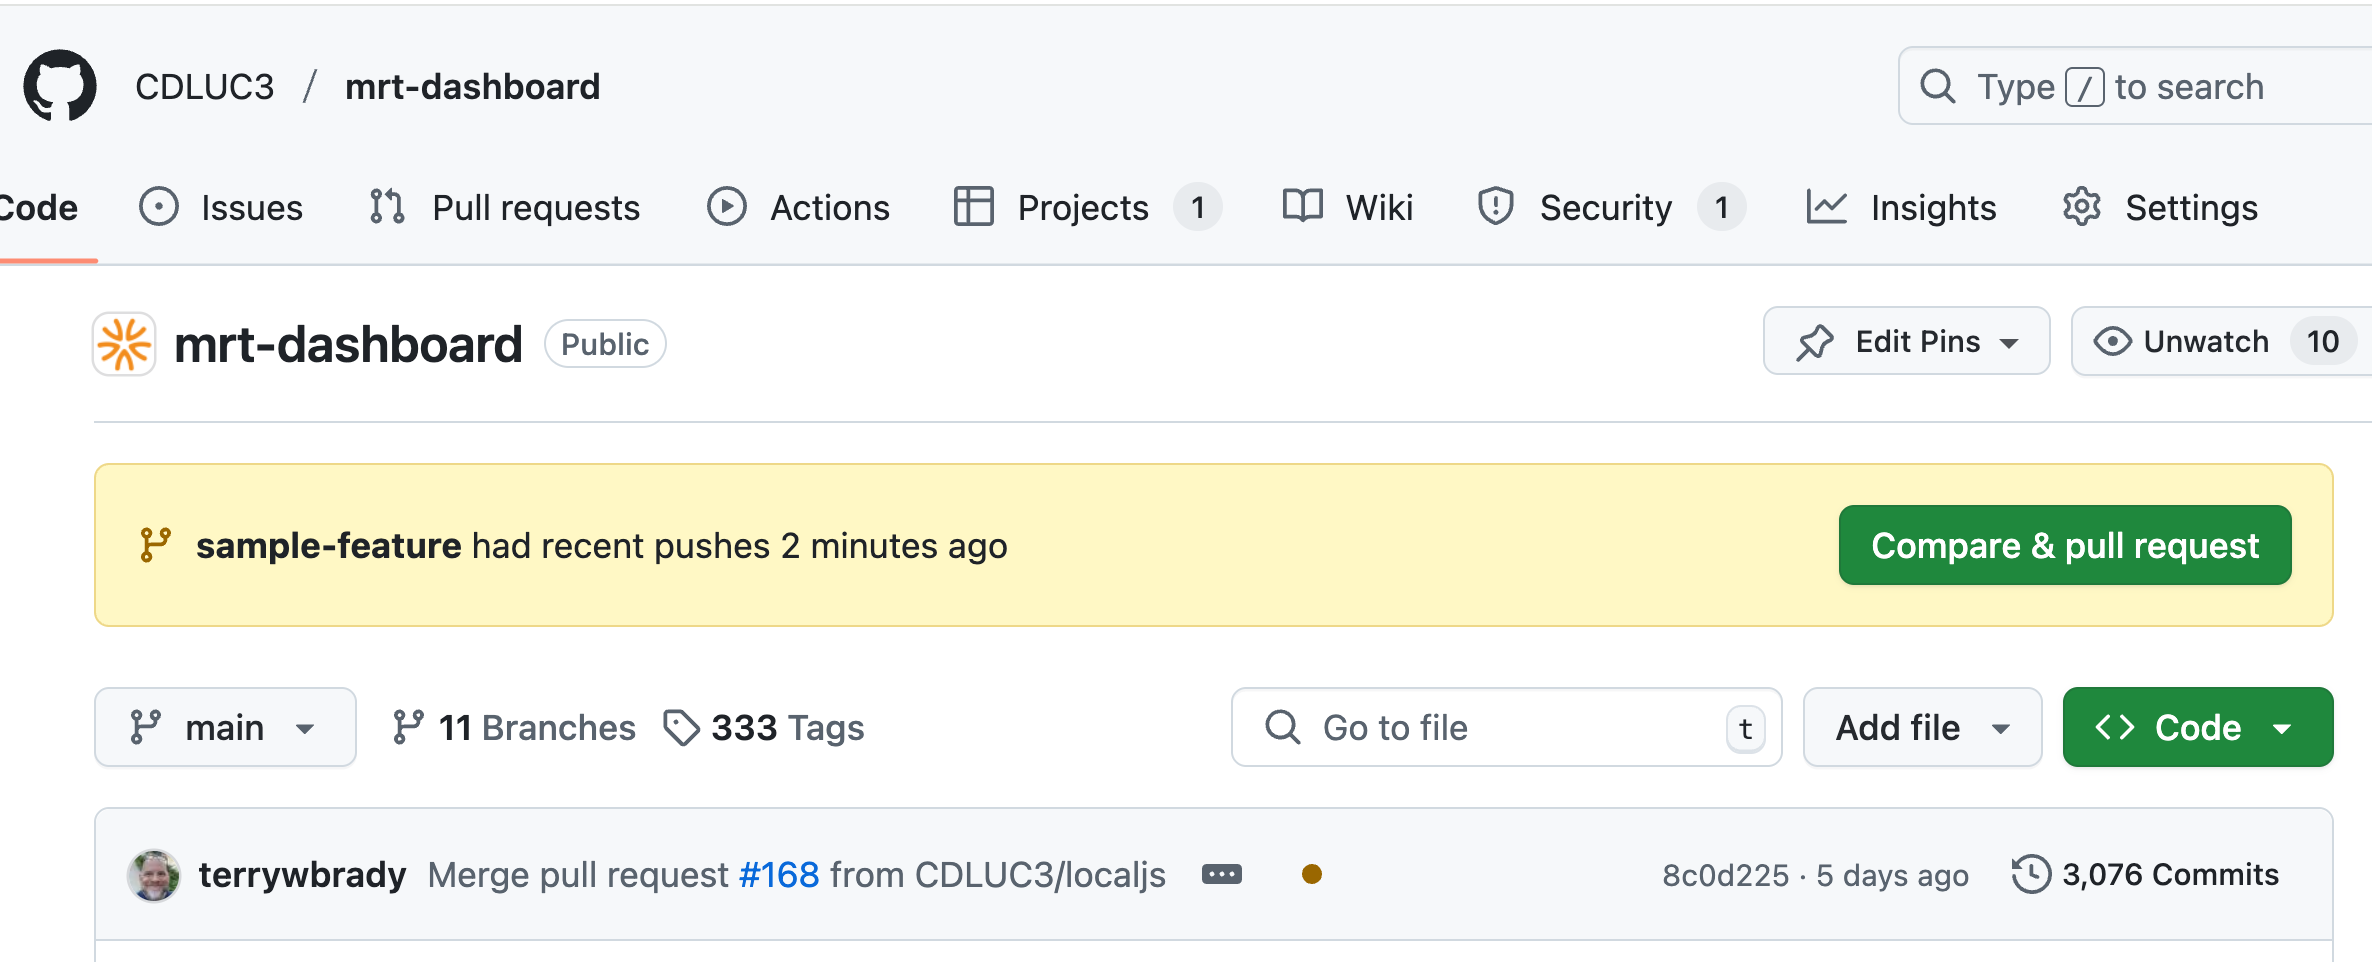 CDLUC3 / mrt-dashboard Type / to search
Code Issues Pull requests Actions Projects 1 Wiki Security 1 Insights Settings
mrt-dashboard Public Edit Pins Unwatch 10
sample-feature had recent pushes 2 minutes ago Compare & pull request
main 11 Branches 333 Tags Go to file t Add file <> Code
terrywbrady Merge pull request #168 from CDLUC3/localjs ... 8c0d225 · 5 days ago 3,076 Commits